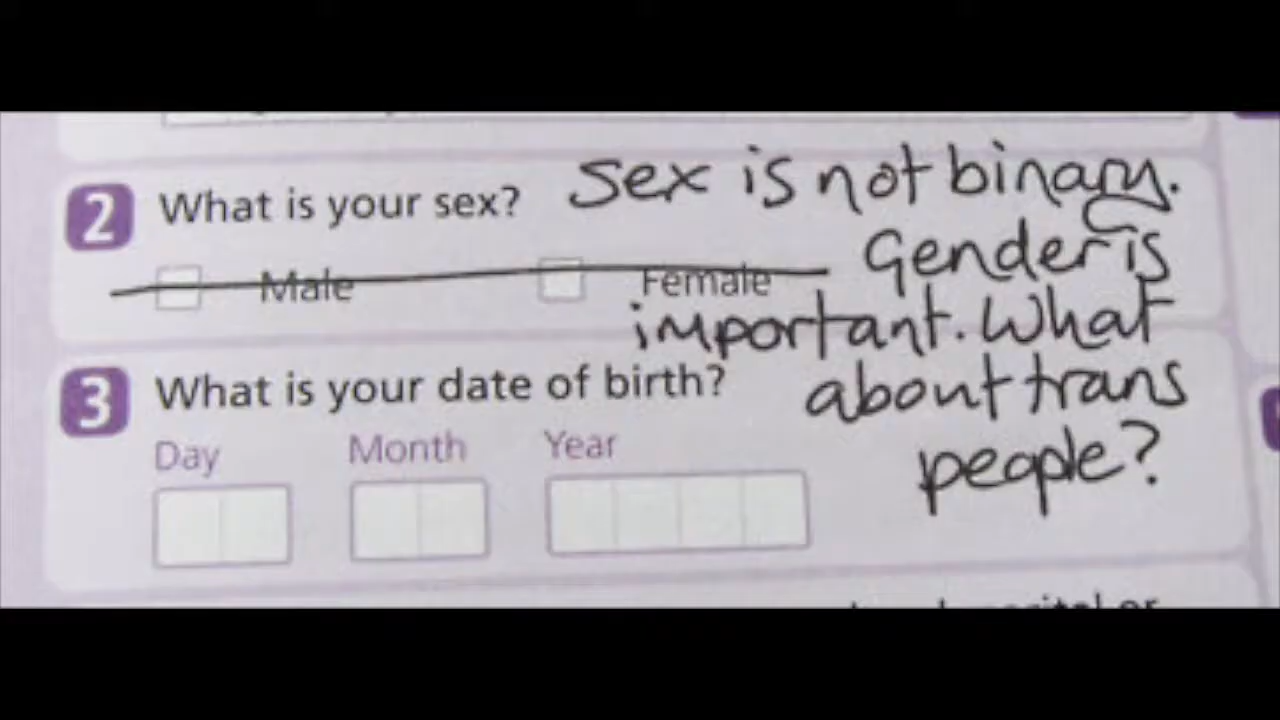 2 What is your sex? Sex is not binary.
Male Female Gender is
important. What
3 What is your date of birth? about trans
people?
Day Month Year